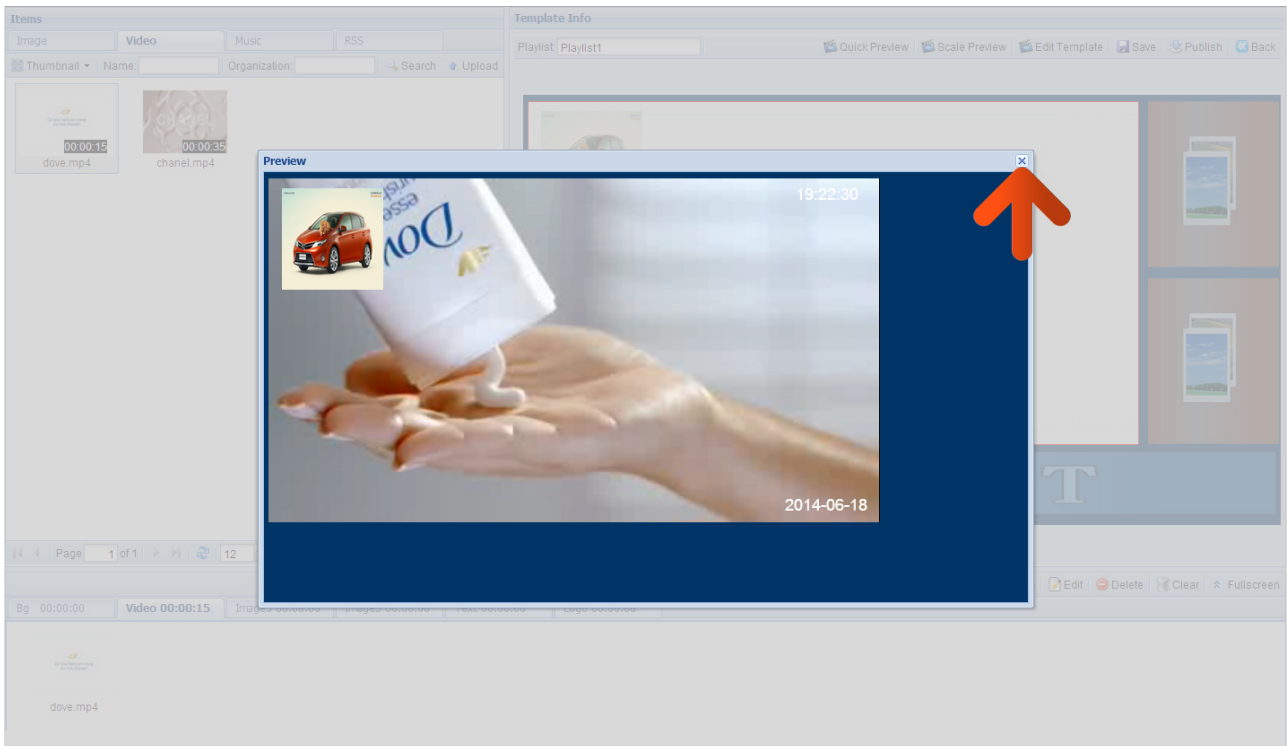 Items
Template Info
Image Video Music RSS
Playlist: Playlist1 Quick Preview Scale Preview Edit Template Save Publish Back
Thumbnail Name: Organization: Search Upload
00:00:15 00:00:35
dove.mp4 chanel.mp4
CHANEL
Preview
19:22:30
Dove
2014-06-18
T
Page 1 of 1 12
Edit Delete Clear Fullscreen
Bg 00:00:00 Video 00:00:15
dove.mp4